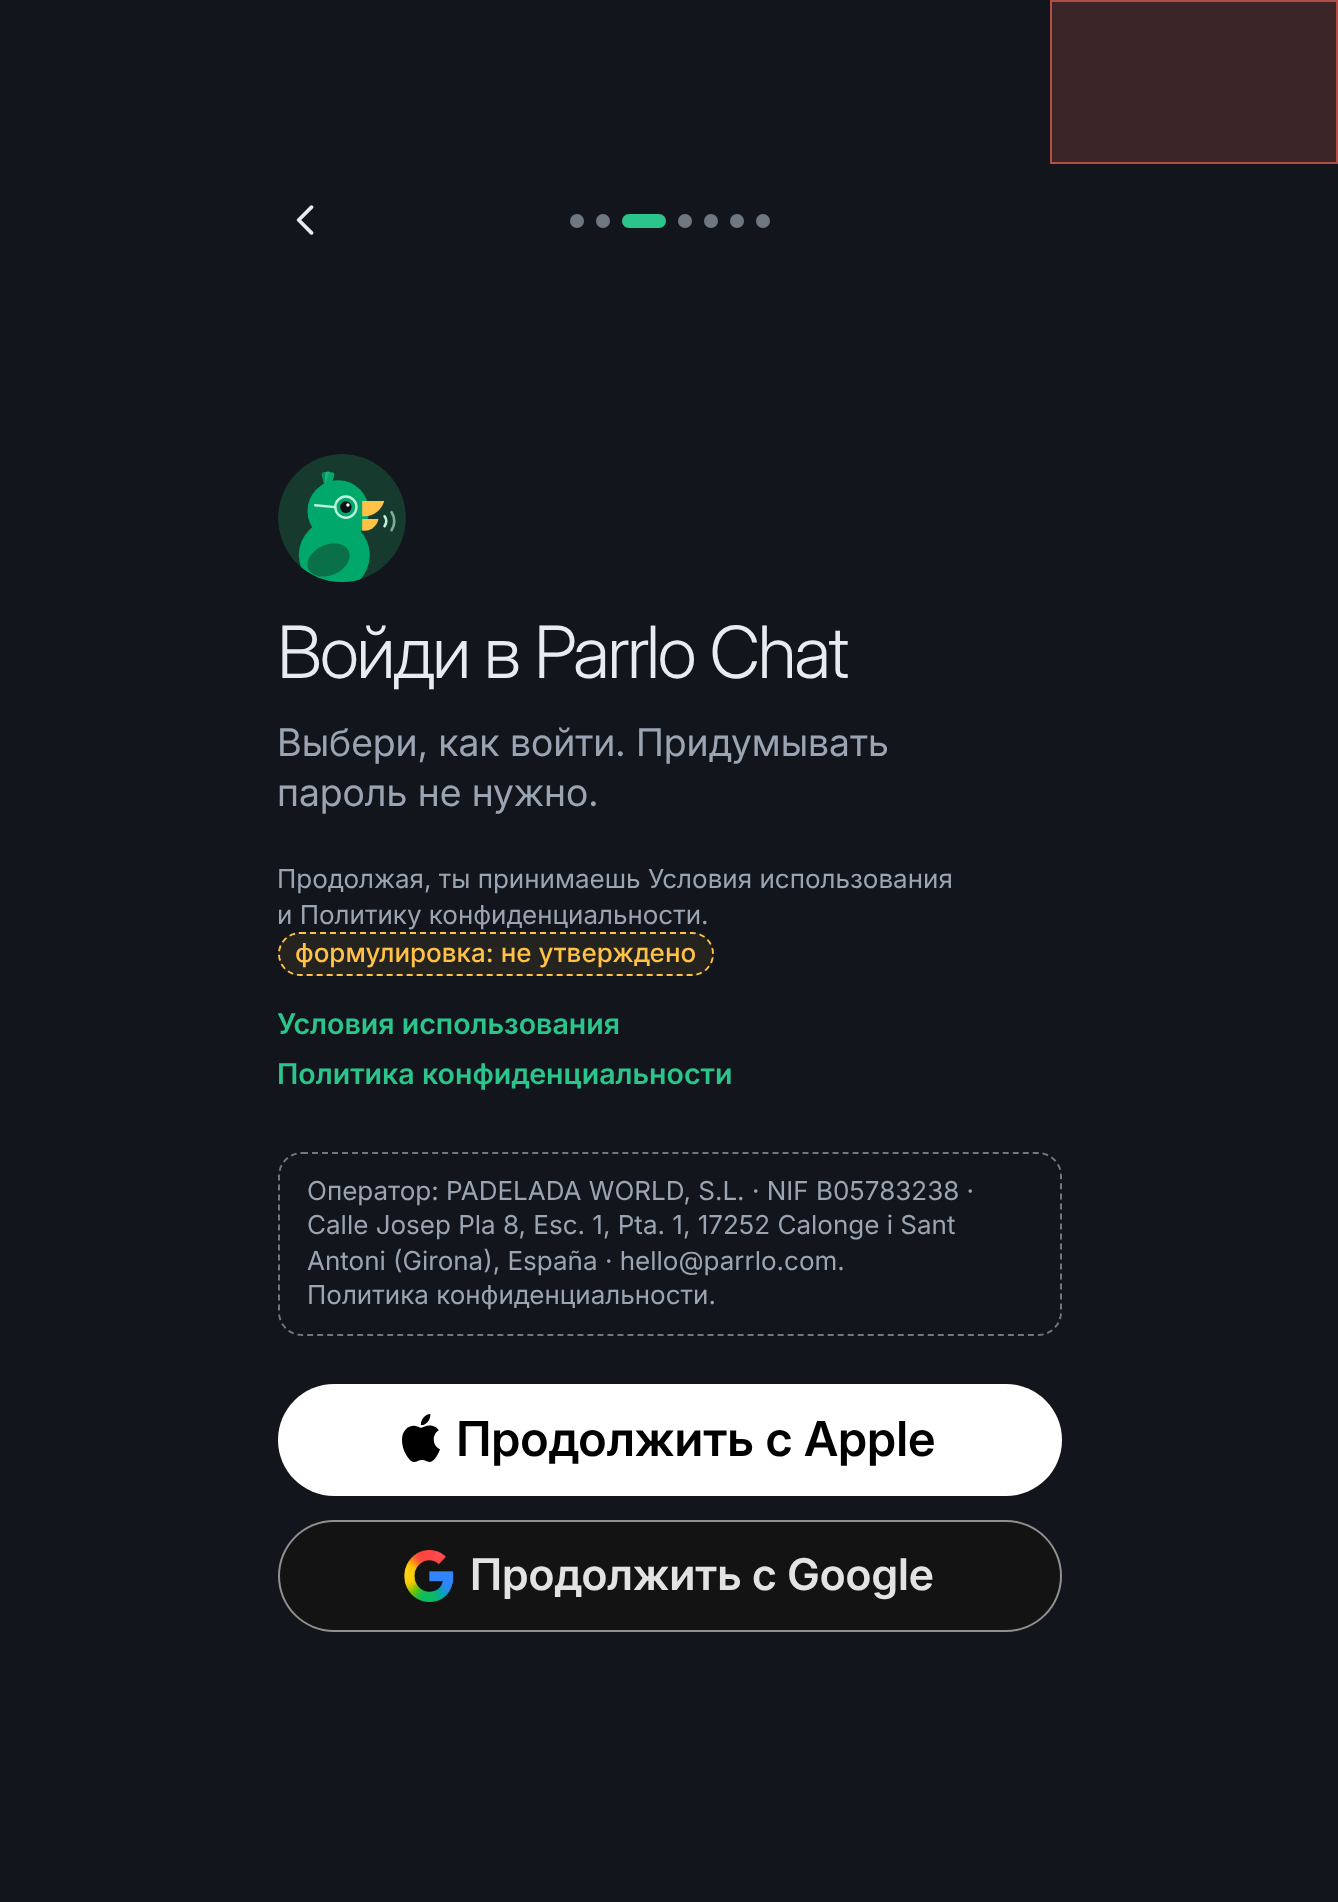 Войди в Parrlo Chat
Выбери, как войти. Придумывать
пароль не нужно.
Продолжая, ты принимаешь Условия использования
и Политику конфиденциальности.
формулировка: не утверждено
Условия использования
Политика конфиденциальности
Оператор: PADELADA WORLD, S.L. · NIF B05783238 ·
Calle Josep Pla 8, Esc. 1, Pta. 1, 17252 Calonge i Sant
Antoni (Girona), España · hello@parrlo.com.
Политика конфиденциальности.
Продолжить с Apple
Продолжить с Google